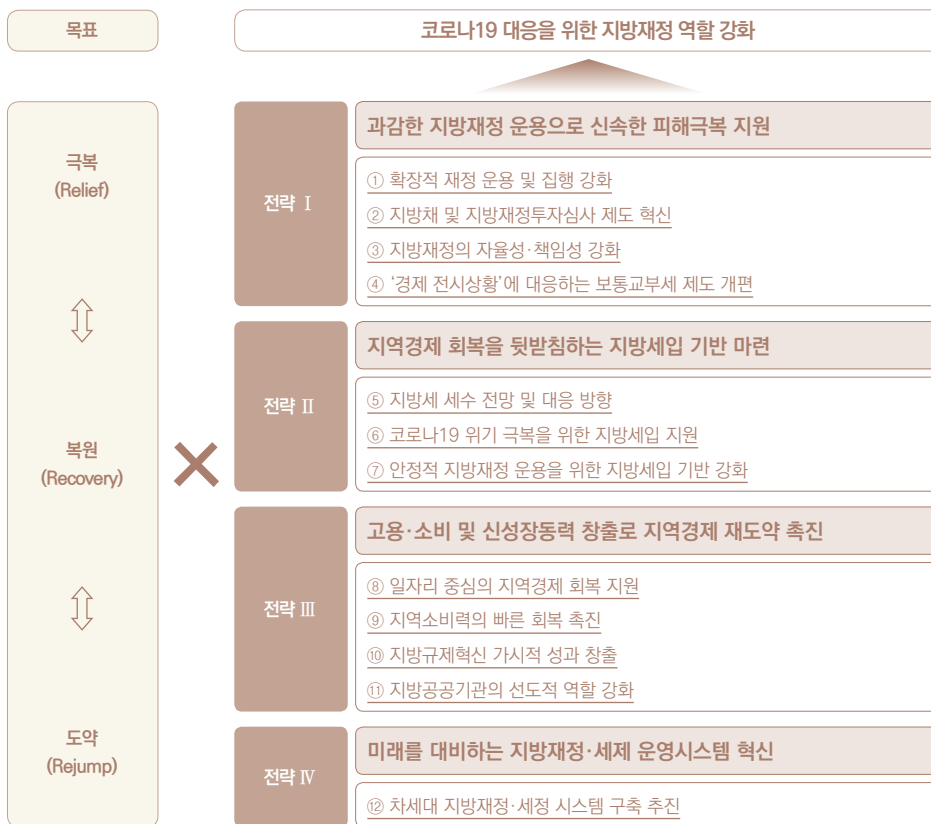 목표
코로나19 대응을 위한 지방재정 역할 강화
극복
(Relief)
복원
(Recovery)
도약
(Rejump)
전략 Ⅰ
과감한 지방재정 운용으로 신속한 피해극복 지원
① 확장적 재정 운용 및 집행 강화
② 지방채 및 지방재정투자심사 제도 혁신
③ 지방재정의 자율성·책임성 강화
④ ‘경제 전시상황’에 대응하는 보통교부세 제도 개편
전략 Ⅱ
지역경제 회복을 뒷받침하는 지방세입 기반 마련
⑤ 지방세 세수 전망 및 대응 방향
⑥ 코로나19 위기 극복을 위한 지방세입 지원
⑦ 안정적 지방재정 운용을 위한 지방세입 기반 강화
전략 Ⅲ
고용·소비 및 신성장동력 창출로 지역경제 재도약 촉진
⑧ 일자리 중심의 지역경제 회복 지원
⑨ 지역소비력의 빠른 회복 촉진
⑩ 지방규제혁신 가시적 성과 창출
⑪ 지방공공기관의 선도적 역할 강화
전략 Ⅳ
미래를 대비하는 지방재정·세제 운영시스템 혁신
⑫ 차세대 지방재정·세정 시스템 구축 추진